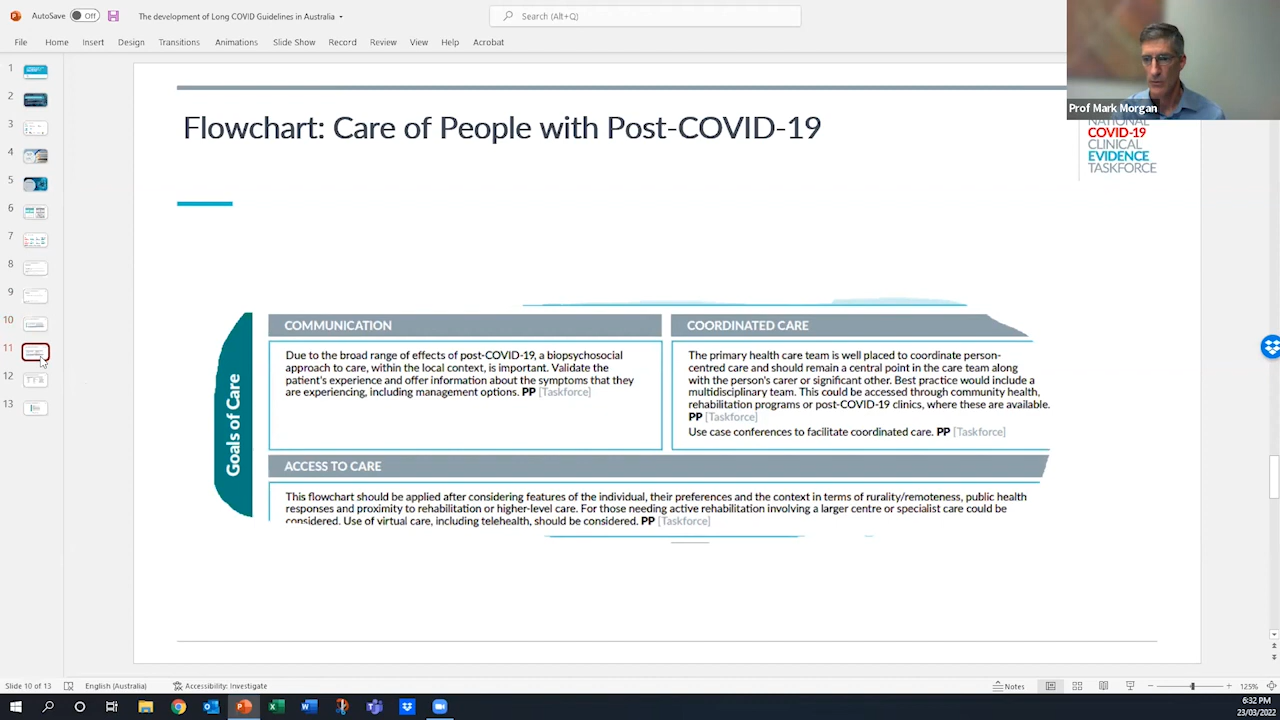 AutoSave
Off
The development of Long COVID Guidelines in Australia
Search (Alt+Q)
File Home Insert Design Transitions Animations Slide Show Record Review View Help Acrobat
Prof Mark Morgan
1
2
5
6
7
8
9
10
11
12
13
Flowchart: Care of People with Post-COVID-19
NATIONAL
COVID-19
CLINICAL
EVIDENCE
TASKFORCE
Goals of Care
COMMUNICATION
Due to the broad range of effects of post-COVID-19, a biopsychosocial
approach to care, within the local context, is important. Validate the
patient's experience and offer information about the symptoms that they
are experiencing, including management options. PP [Taskforce]
COORDINATED CARE
The primary health care team is well placed to coordinate person-
centred care and should remain a central point in the care team along
with the person's carer or significant other. Best practice would include a
multidisciplinary team. This could be accessed through community health,
rehabilitation programs or post-COVID-19 clinics, where these are available.
PP [Taskforce]
Use case conferences to facilitate coordinated care. PP [Taskforce]
ACCESS TO CARE
This flowchart should be applied after considering features of the individual, their preferences and the context in terms of rurality/remoteness, public health
responses and proximity to rehabilitation or higher-level care. For those needing active rehabilitation involving a larger centre or specialist care could be
considered. Use of virtual care, including telehealth, should be considered. PP [Taskforce]
Slide 10 of 13
English (Australia)
Accessibility: Investigate
Notes
125%
6:32 PM
23/03/2022